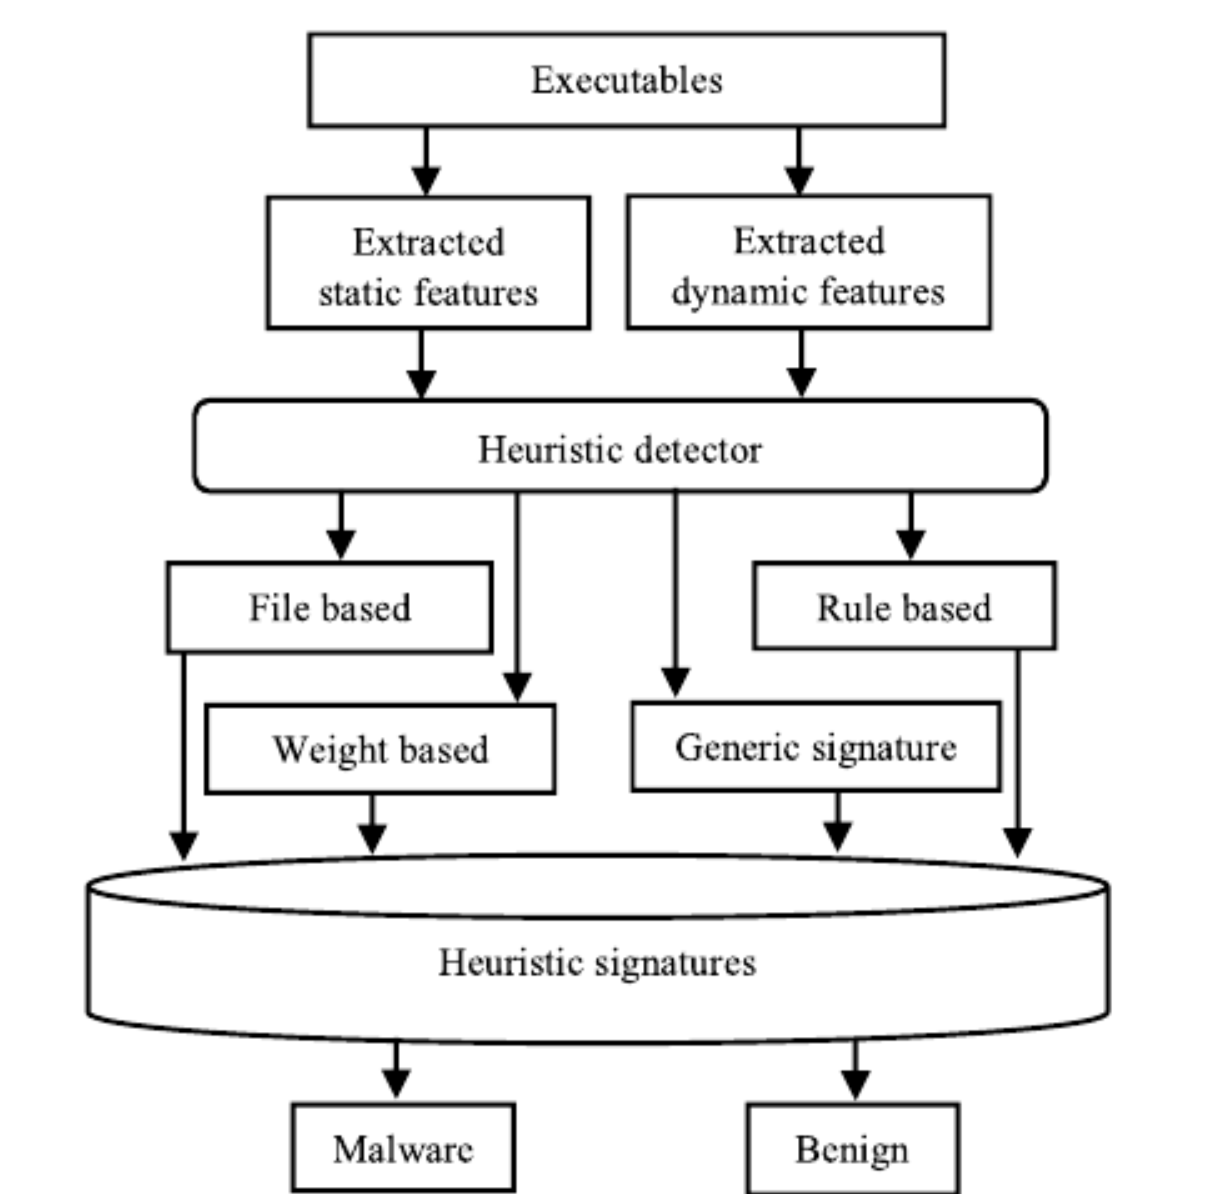 Executables
Extracted
static features
Extracted
dynamic features
Heuristic detector
File based
Rule based
Weight based
Generic signature
Heuristic signatures
Malware
Benign